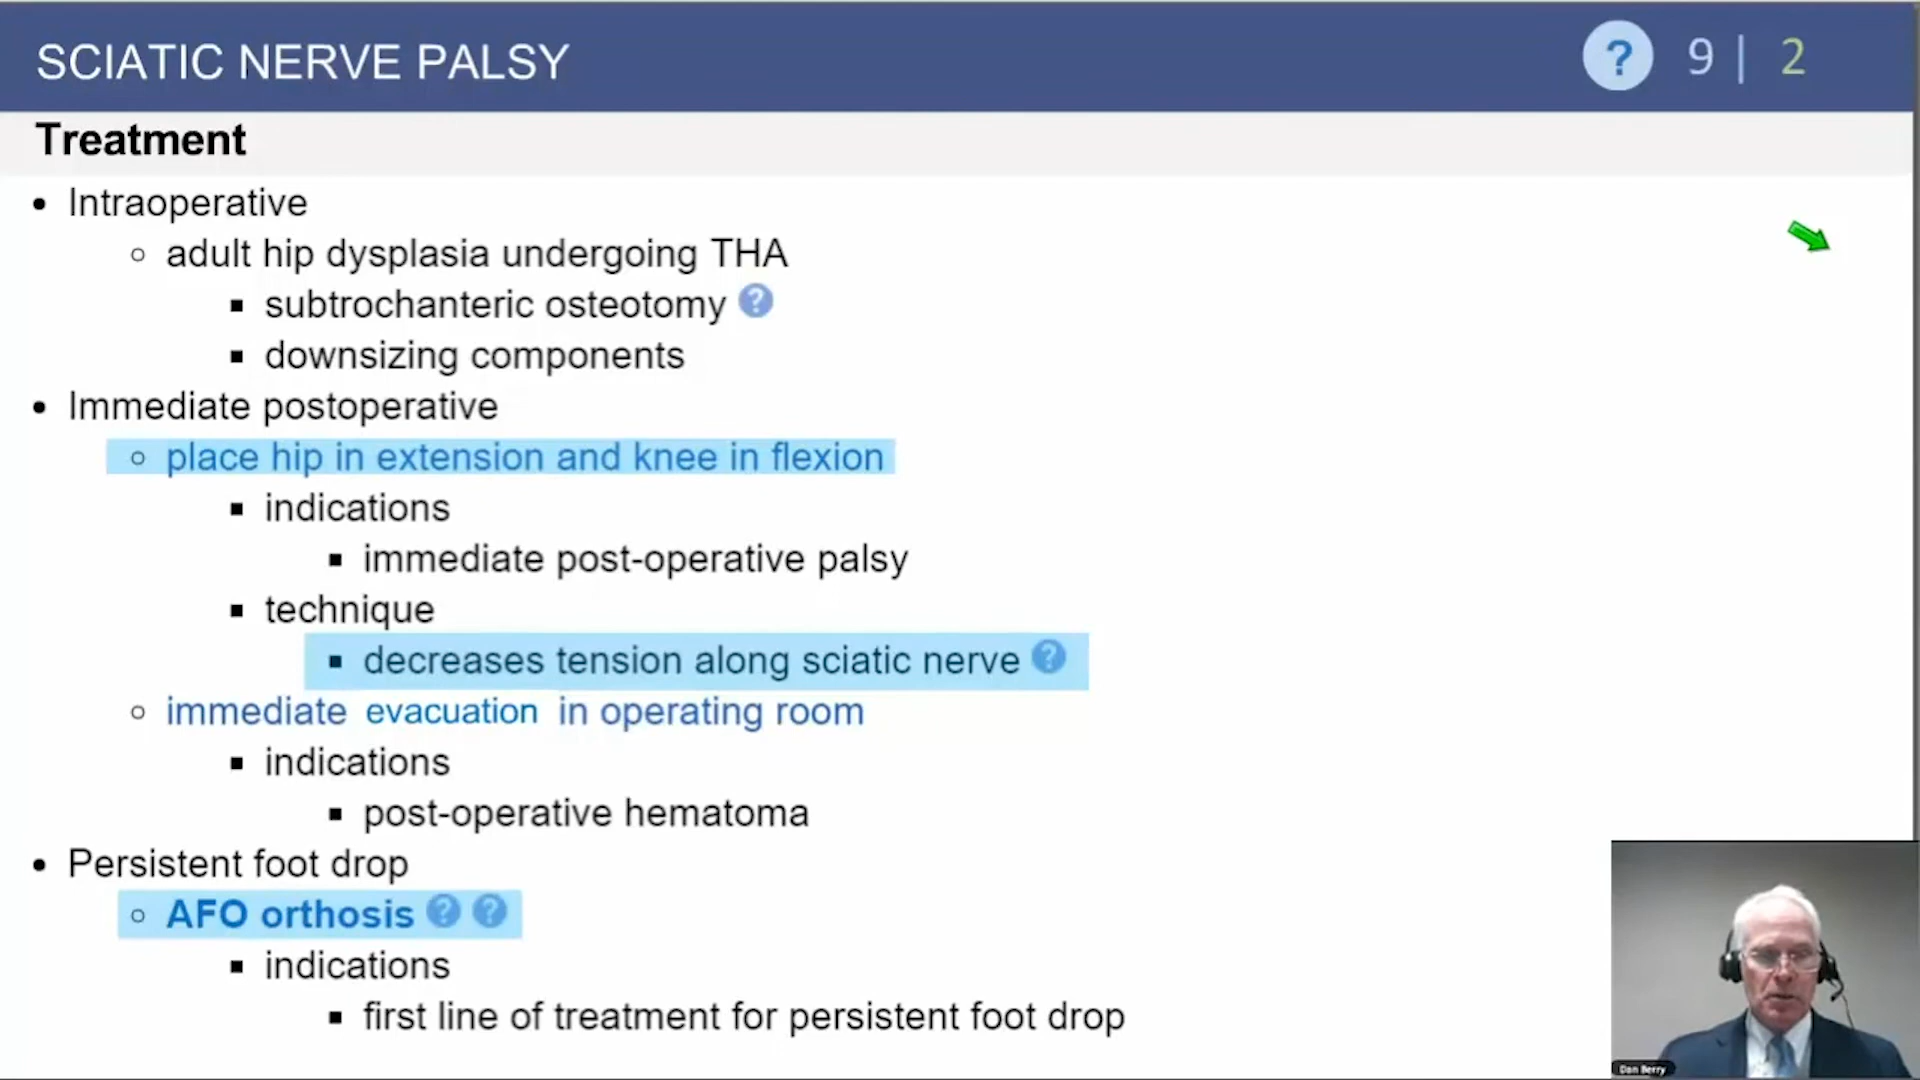 SCIATIC NERVE PALSY
? 9 | 2
Treatment
• Intraoperative
○ adult hip dysplasia undergoing THA
▪ subtrochanteric osteotomy ?
▪ downsizing components
• Immediate postoperative
○ place hip in extension and knee in flexion
▪ indications
▪ immediate post-operative palsy
▪ technique
▪ decreases tension along sciatic nerve ?
○ immediate evacuation in operating room
▪ indications
▪ post-operative hematoma
• Persistent foot drop
○ AFO orthosis ? ?
▪ indications
▪ first line of treatment for persistent foot drop
Dan Berry